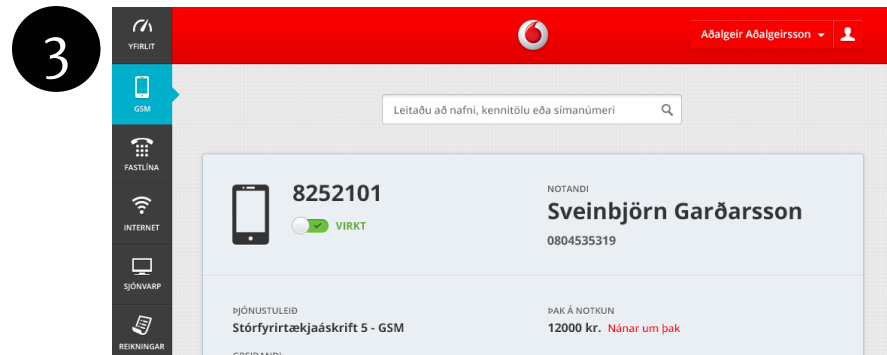 3
YFIRLIT
Aðalgeir Aðalgeirsson
GSM
Leitaðu að nafni, kennitölu eða símanúmeri
FASTLÍNA
8252101
VIRKT
NOTANDI
Sveinbjörn Garðarsson
0804535319
INTERNET
SJÓNVARP
ÞJÓNUSTULEIÐ
Stórfyrirtækjaáskrift 5 - GSM
ÞAK Á NOTKUN
12000 kr. Nánar um þak
REIKNINGAR
GREIÐANDI